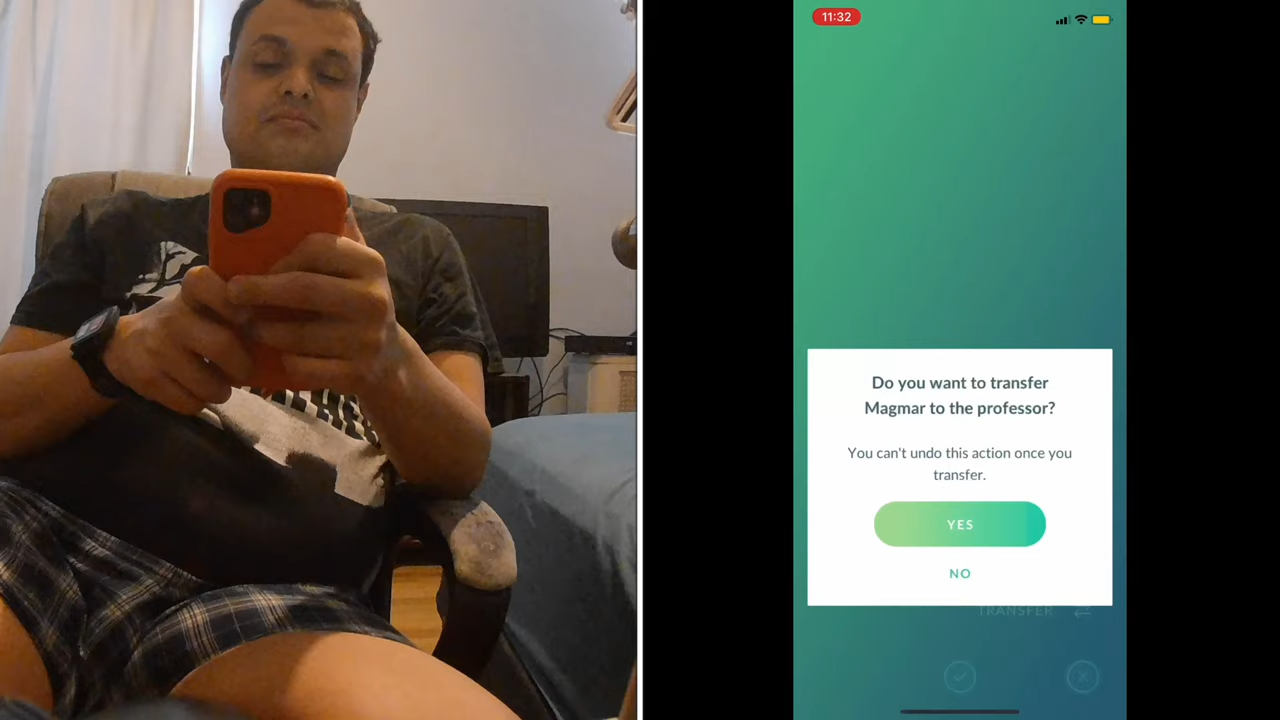 11:32
Do you want to transfer
Magmar to the professor?
You can't undo this action once you
transfer.
YES
NO
TRANSFER